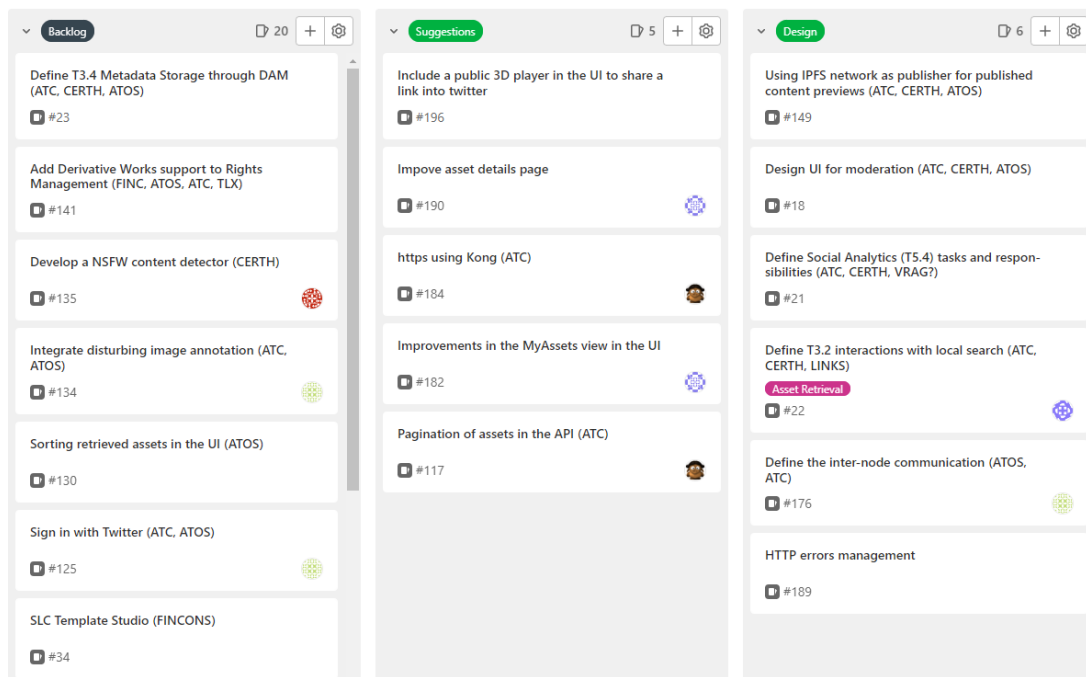 Backlog 20
Define T3.4 Metadata Storage through DAM
(ATC, CERTH, ATOS)
#23
Add Derivative Works support to Rights
Management (FINC, ATOS, ATC, TLX)
#141
Develop a NSFW content detector (CERTH)
#135
Integrate disturbing image annotation (ATC,
ATOS)
#134
Sorting retrieved assets in the UI (ATOS)
#130
Sign in with Twitter (ATC, ATOS)
#125
SLC Template Studio (FINCONS)
#34
Suggestions 5
Include a public 3D player in the UI to share a
link into twitter
#196
Impove asset details page
#190
https using Kong (ATC)
#184
Improvements in the MyAssets view in the UI
#182
Pagination of assets in the API (ATC)
#117
Design 6
Using IPFS network as publisher for published
content previews (ATC, CERTH, ATOS)
#149
Design UI for moderation (ATC, CERTH, ATOS)
#18
Define Social Analytics (T5.4) tasks and respon-
sibilities (ATC, CERTH, VRAG?)
#21
Define T3.2 interactions with local search (ATC,
CERTH, LINKS)
Asset Retrieval
#22
Define the inter-node communication (ATOS,
ATC)
#176
HTTP errors management
#189